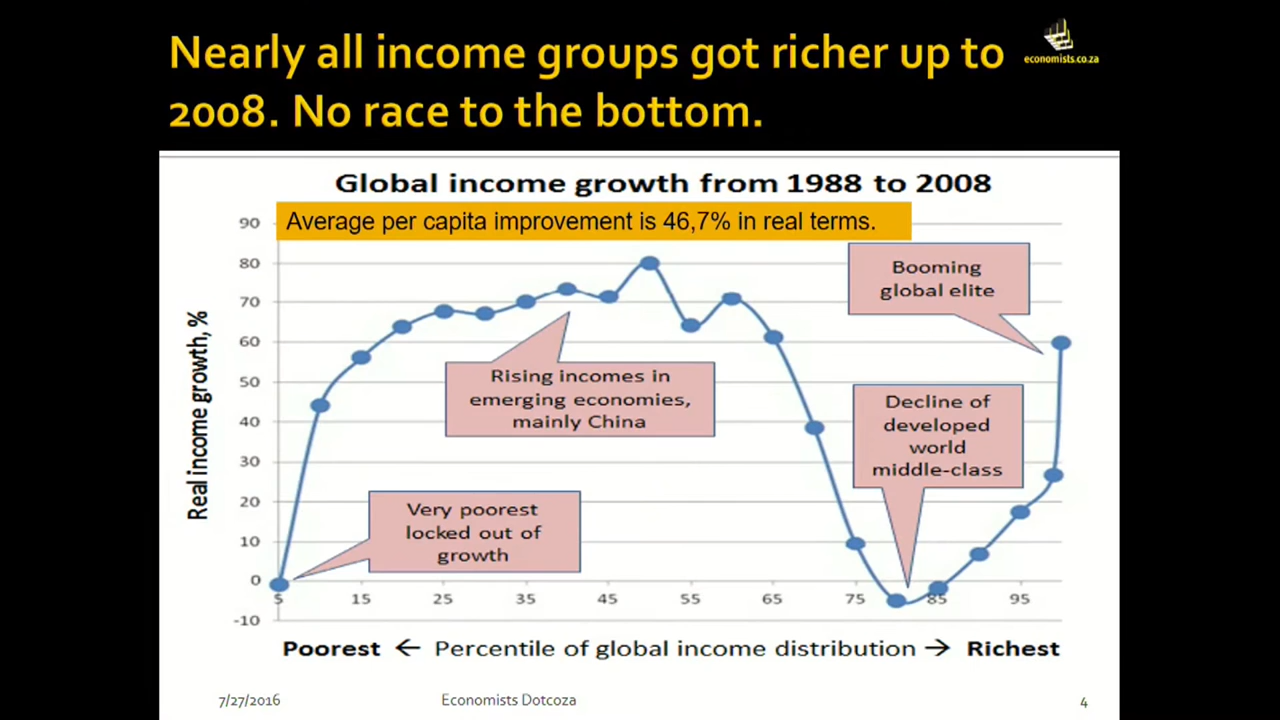 Nearly all income groups got richer up to
2008. No race to the bottom.
economists.co.za
Global income growth from 1988 to 2008
Average per capita improvement is 46,7% in real terms.
90
80
70
60
50
40
30
20
10
0
-10
Real income growth, %
Booming
global elite
Rising incomes in
emerging economies,
mainly China
Decline of
developed
world
middle-class
Very poorest
locked out of
growth
5 15 25 35 45 55 65 75 85 95
Poorest ← Percentile of global income distribution → Richest
7/27/2016 Economists Dotcoza 4